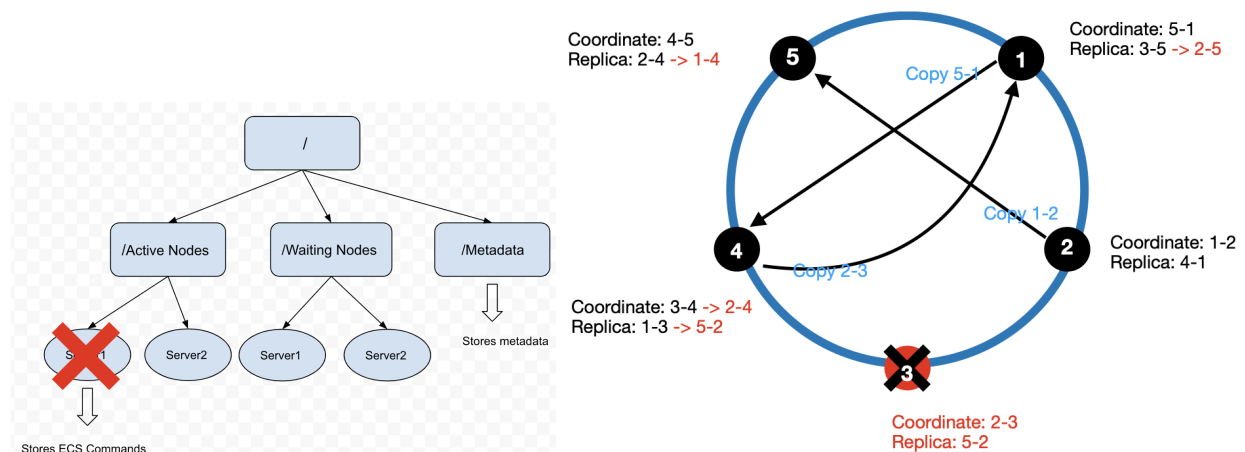 /
/Active Nodes
/Waiting Nodes
/Metadata
Server1
Server2
Server1
Server2
Stores metadata
Stores ECS Commands
Coordinate: 4-5
Replica: 2-4 -> 1-4
5
1
Coordinate: 5-1
Replica: 3-5 -> 2-5
Copy 5-1
Copy 1-2
4
2
Copy 2-3
Coordinate: 1-2
Replica: 4-1
Coordinate: 3-4 -> 2-4
Replica: 1-3 -> 5-2
3
Coordinate: 2-3
Replica: 5-2